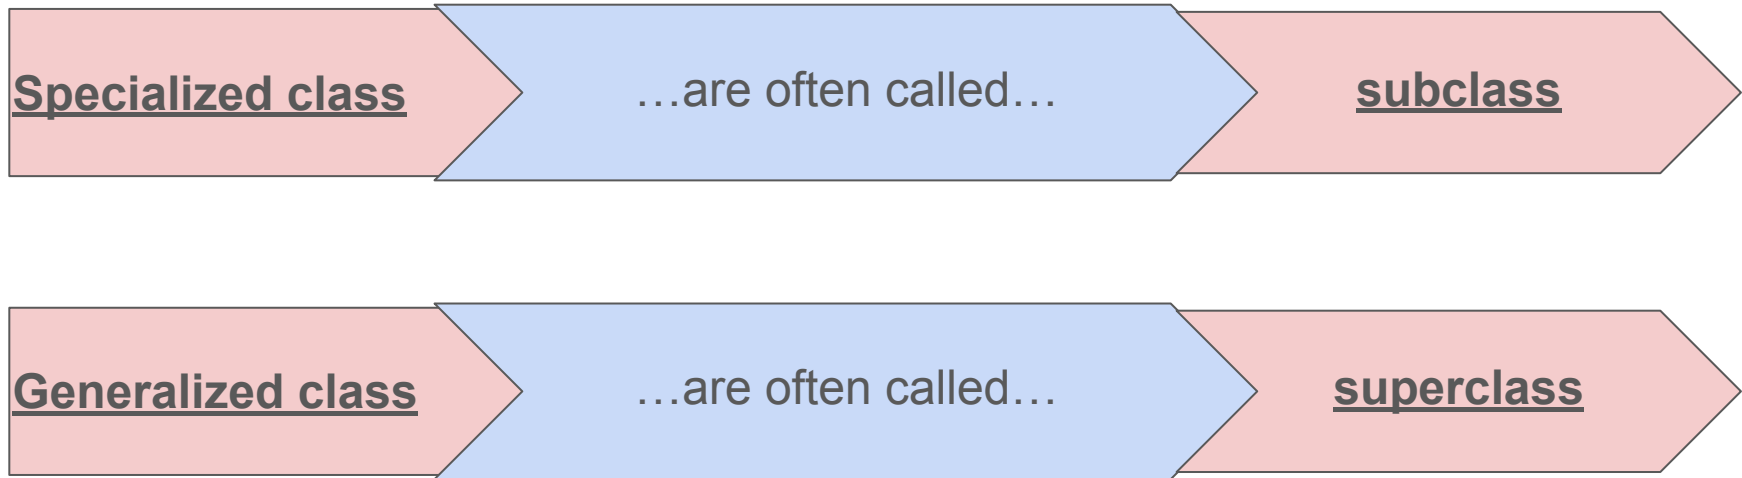 Specialized class
…are often called…
subclass
Generalized class
…are often called…
superclass